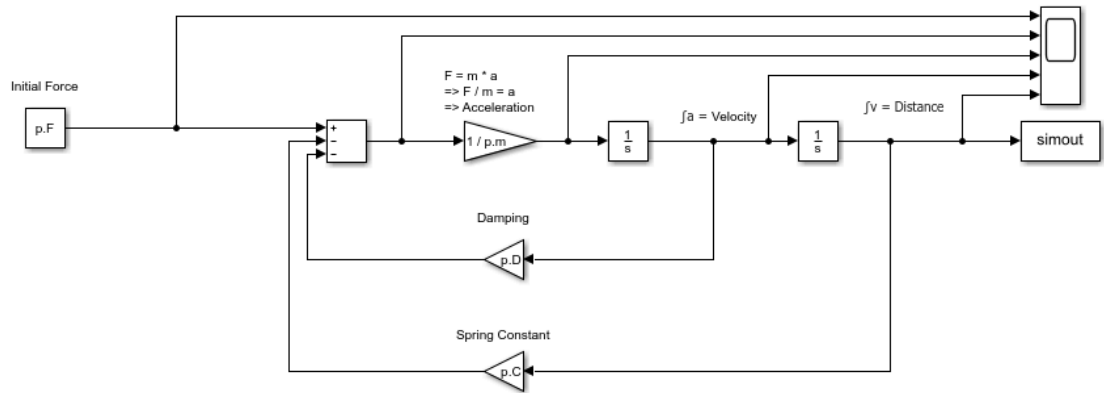 Initial Force
p.F
+
−
−
F = m * a
=> F / m = a
=> Acceleration
1 / p.m
1
s
∫a = Velocity
1
s
∫v = Distance
simout
Damping
p.D
Spring Constant
p.C